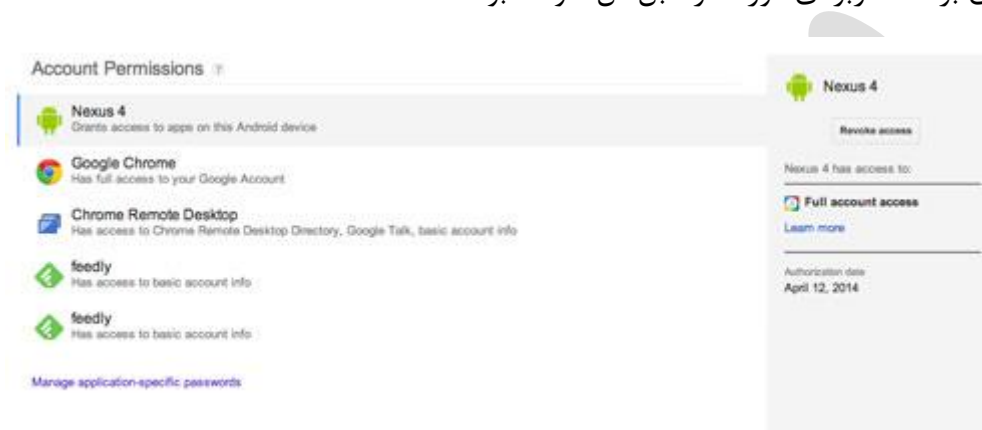 Account Permissions ?
Nexus 4
Grants access to apps on this Android device
Google Chrome
Has full access to your Google Account
Chrome Remote Desktop
Has access to Chrome Remote Desktop Directory, Google Talk, basic account info
feedly
Has access to basic account info
feedly
Has access to basic account info
Manage application-specific passwords
Nexus 4
Revoke access
Nexus 4 has access to:
Full account access
Learn more
Authorization date
April 12, 2014